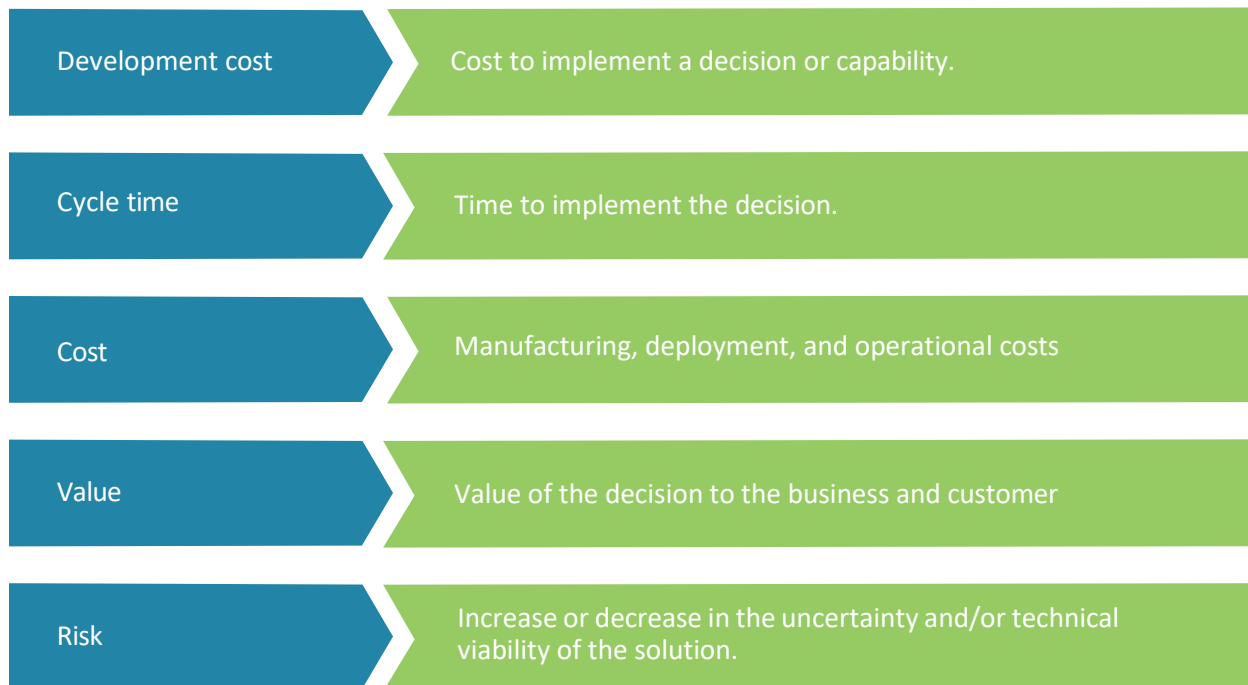 Development cost
Cost to implement a decision or capability.
Cycle time
Time to implement the decision.
Cost
Manufacturing, deployment, and operational costs
Value
Value of the decision to the business and customer
Risk
Increase or decrease in the uncertainty and/or technical
viability of the solution.